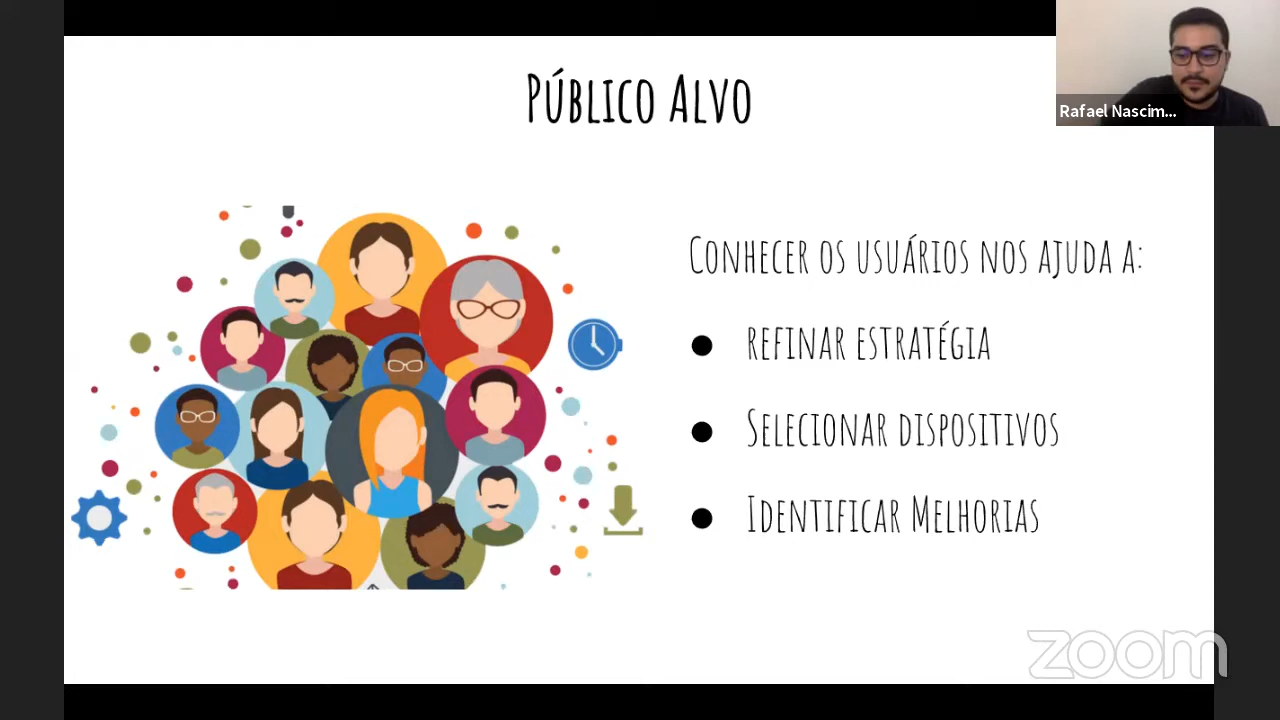 Público Alvo
Rafael Nascim...
Conhecer os usuários nos ajuda a:
● refinar estratégia
● Selecionar dispositivos
● Identificar Melhorias
zoom